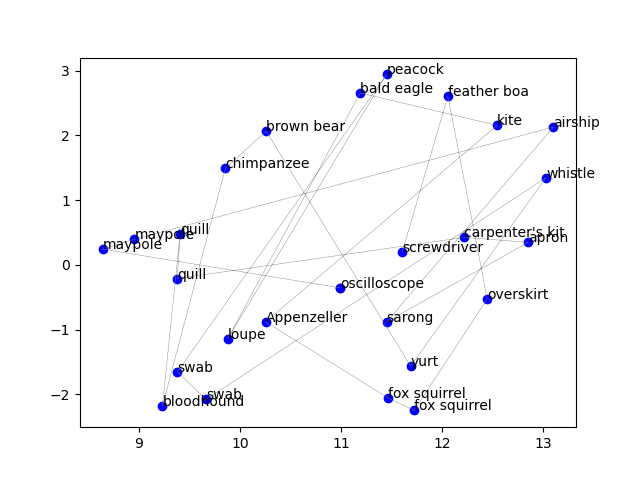 peacock
bald eagle
feather boa
kite
airship
brown bear
chimpanzee
whistle
maypole
quill
maypole
carpenter's kit
apron
screwdriver
quill
oscilloscope
overskirt
Appenzeller
sarong
loupe
yurt
swab
fox squirrel
swab
bloodhound
fox squirrel
3
2
1
0
−1
−2
9
10
11
12
13